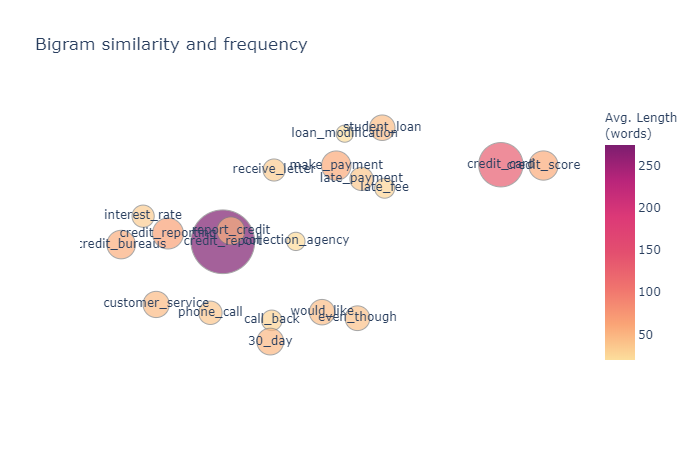 Bigram similarity and frequency
Avg. Length
(words)
student_loan
loan_modification
credit_card
credit_score
make_payment
receive_letter
late_payment
late_fee
interest_rate
report_credit
credit_reporting
credit_report
collection_agency
credit_bureaus
customer_service
phone_call
would_like
call_back
even_though
30_day
250
200
150
100
50